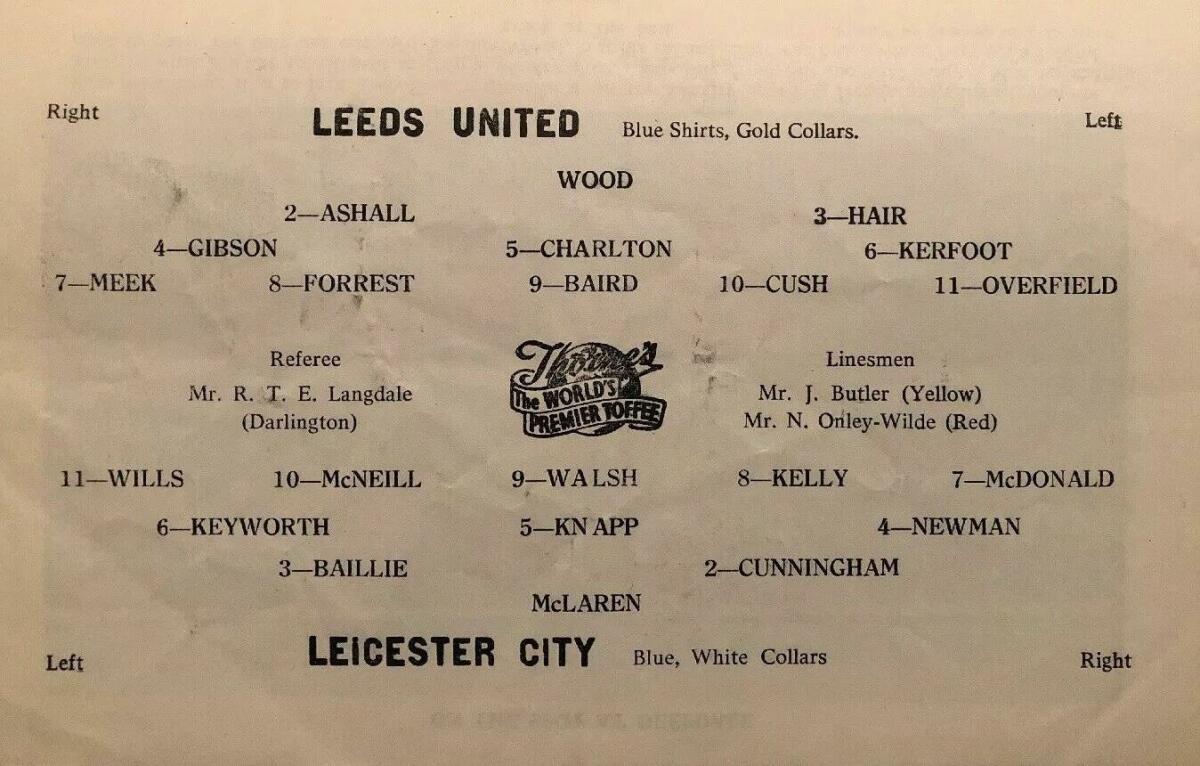 Right
LEEDS UNITED Blue Shirts, Gold Collars. Left
WOOD
2—ASHALL 3—HAIR
4—GIBSON 5—CHARLTON 6—KERFOOT
7—MEEK 8—FORREST 9—BAIRD 10—CUSH 11—OVERFIELD
Referee Linesmen
Mr. R. T. E. Langdale Mr. J. Butler (Yellow)
(Darlington) Mr. N. Onley-Wilde (Red)
Thorne's
The WORLD'S
PREMIER TOFFEE
11—WILLS 10—McNEILL 9—WALSH 8—KELLY 7—McDONALD
6—KEYWORTH 5—KNAPP 4—NEWMAN
3—BAILLIE 2—CUNNINGHAM
McLAREN
Left LEICESTER CITY Blue, White Collars Right